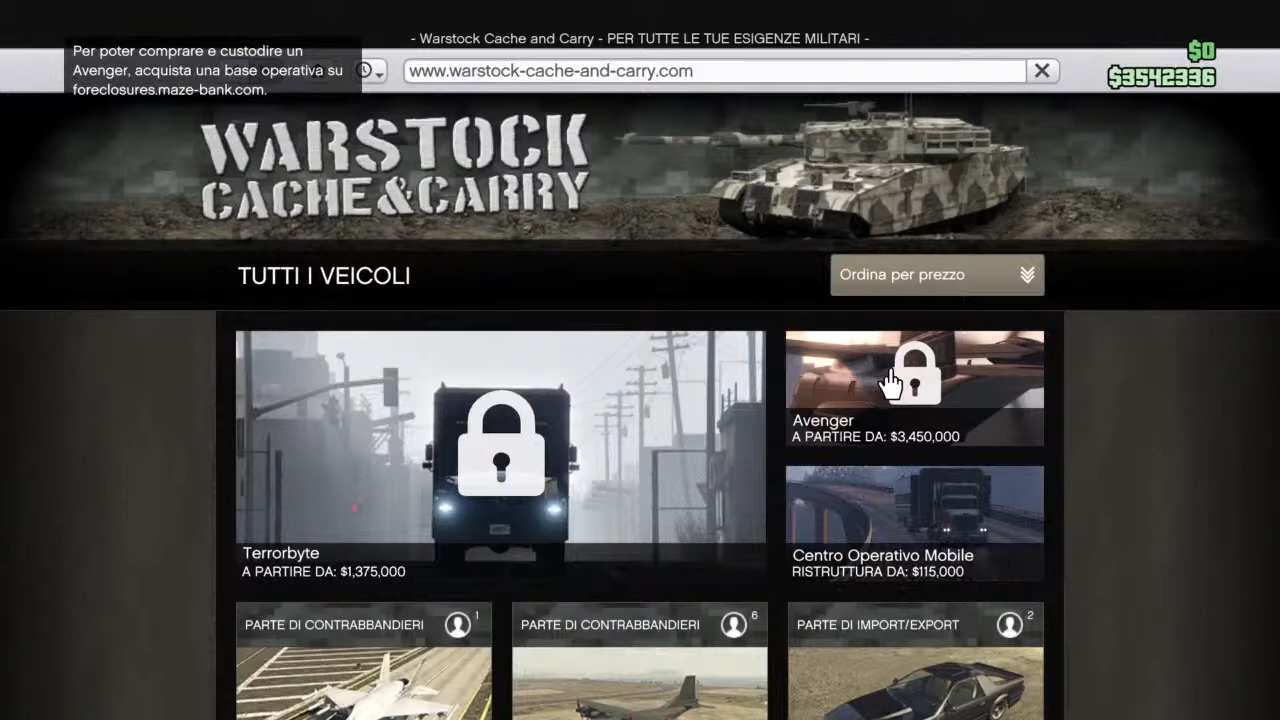 - Warstock Cache and Carry - PER TUTTE LE TUE ESIGENZE MILITARI -
Per poter comprare e custodire un
Avenger, acquista una base operativa su
foreclosures.maze-bank.com.
www.warstock-cache-and-carry.com
$0
$3542336
WARSTOCK
CACHE&CARRY
TUTTI I VEICOLI
Ordina per prezzo
Terrorbyte
A PARTIRE DA: $1,375,000
Avenger
A PARTIRE DA: $3,450,000
Centro Operativo Mobile
RISTRUTTURA DA: $115,000
PARTE DI CONTRABBANDIERI 1
PARTE DI CONTRABBANDIERI 6
PARTE DI IMPORT/EXPORT 2